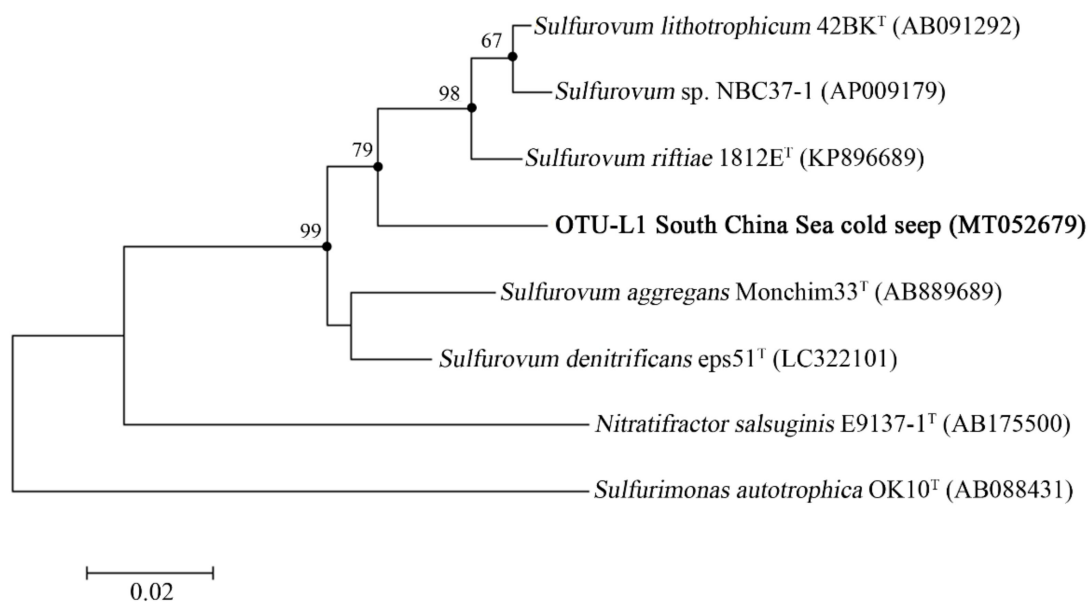 Sulfurovum lithotrophicum 42BKᵀ (AB091292)
67
Sulfurovum sp. NBC37-1 (AP009179)
98
79
Sulfurovum riftiae 1812Eᵀ (KP896689)
99
OTU-L1 South China Sea cold seep (MT052679)
Sulfurovum aggregans Monchim33ᵀ (AB889689)
Sulfurovum denitrificans eps51ᵀ (LC322101)
Nitratifractor salsuginis E9137-1ᵀ (AB175500)
Sulfurimonas autotrophica OK10ᵀ (AB088431)
0.02